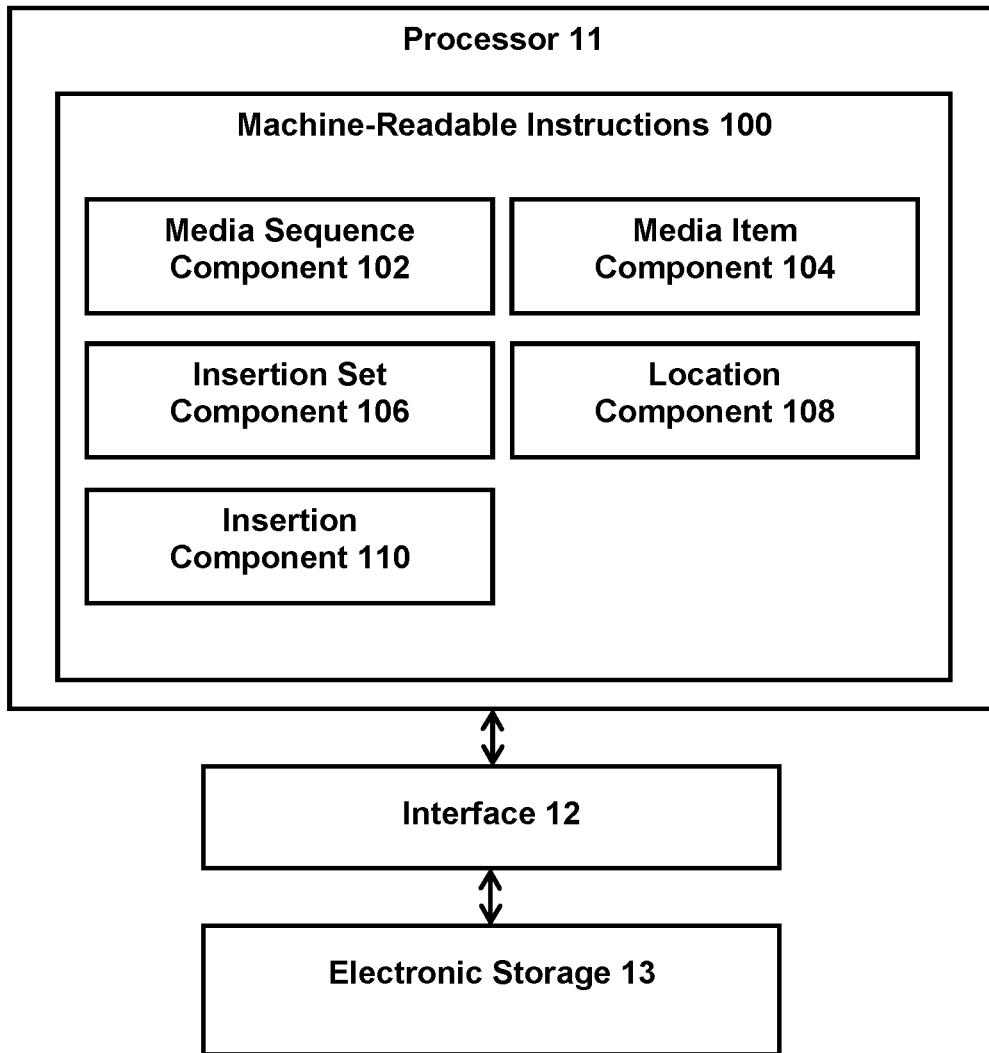 Processor 11
Machine-Readable Instructions 100
Media Sequence
Component 102
Media Item
Component 104
Insertion Set
Component 106
Location
Component 108
Insertion
Component 110
Interface 12
Electronic Storage 13